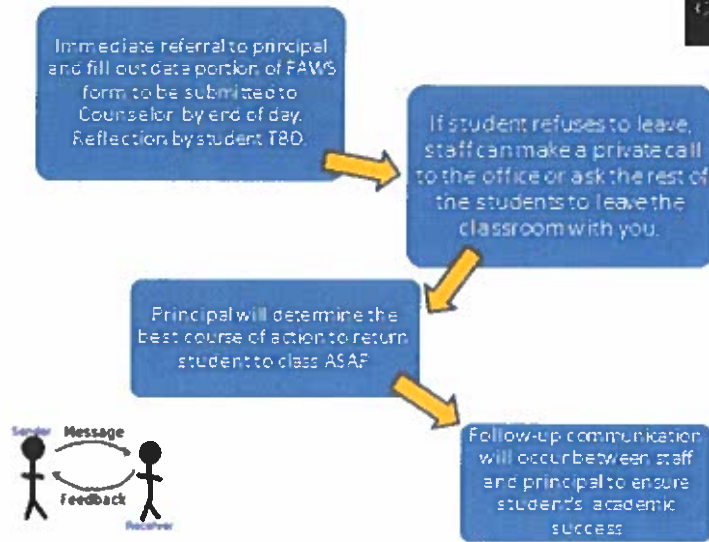 Immediate referral to principal
and fill out data portion of PAWS
form to be submitted to
Counselor by end of day.
Reflection by student TBD.
If student refuses to leave,
staff can make a private call
to the office or ask the rest of
the students to leave the
classroom with you.
Principal will determine the
best course of action to return
student to class ASAP
Follow-up communication
will occur between staff
and principal to ensure
student's academic
success
Sender
Message
Feedback
Receiver